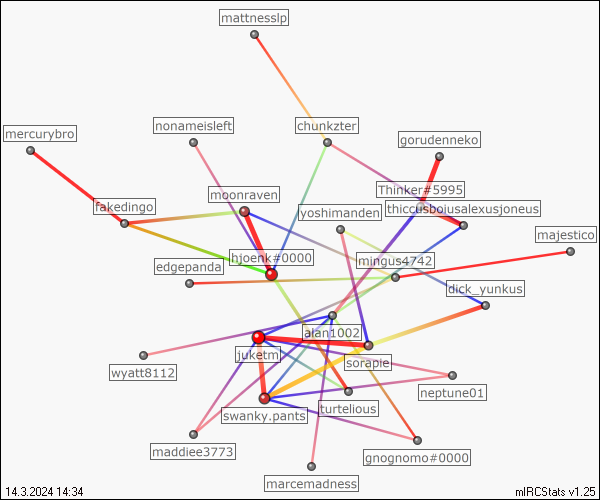 mattnesslp
mercurybro
nonameisleft
chunkzter
gorudenneko
moonraven
Thinker#5995
fakedingo
yoshimanden
thiccusboiusalexusjoneus
majestico
edgepanda
hjoenk#0000
mingus4742
dick_yunkus
alan1002
juketm
sorapie
wyatt8112
neptune01
swanky.pants
turtelious
maddiee3773
gnognomo#0000
marcemadness
14.3.2024 14:34
mIRCStats v1.25